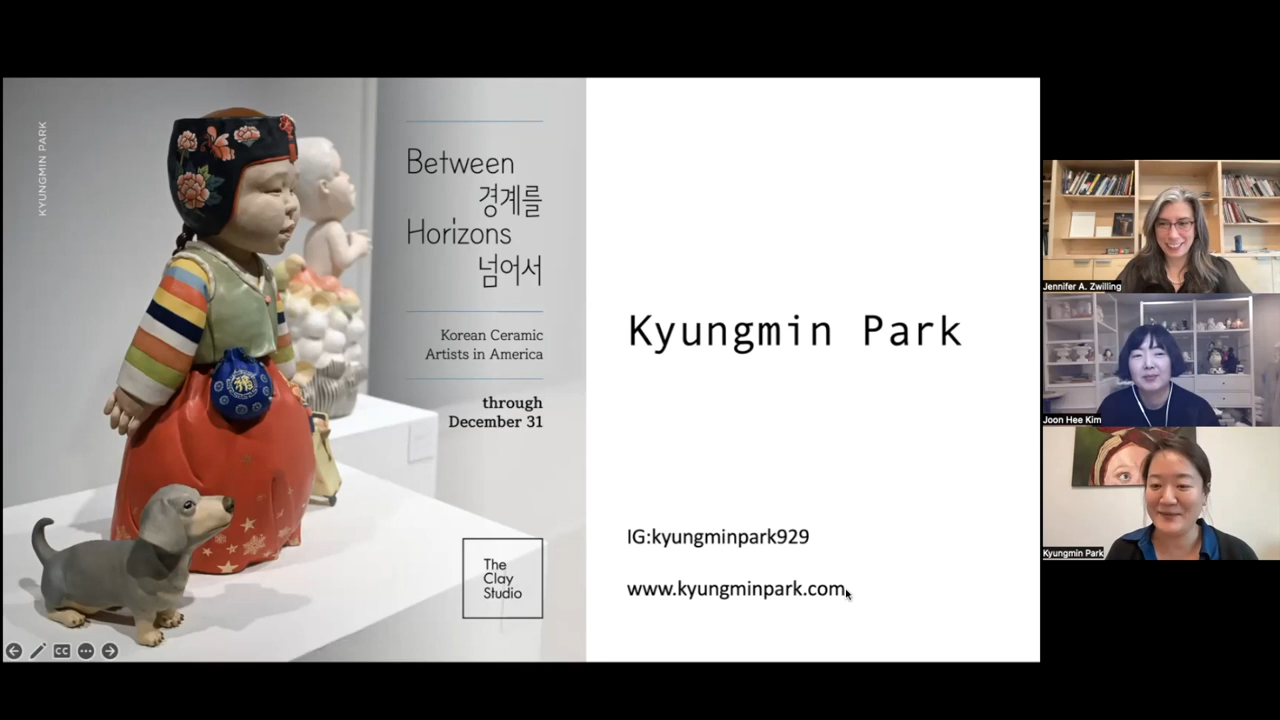 KYUNGMIN PARK
Between
경계를
Horizons
넘어서
Korean Ceramic
Artists in America
through
December 31
The
Clay
Studio
Kyungmin Park
IG:kyungminpark929
www.kyungminpark.com
CC
Jennifer A. Zwilling
Joon Hee Kim
Kyungmin Park